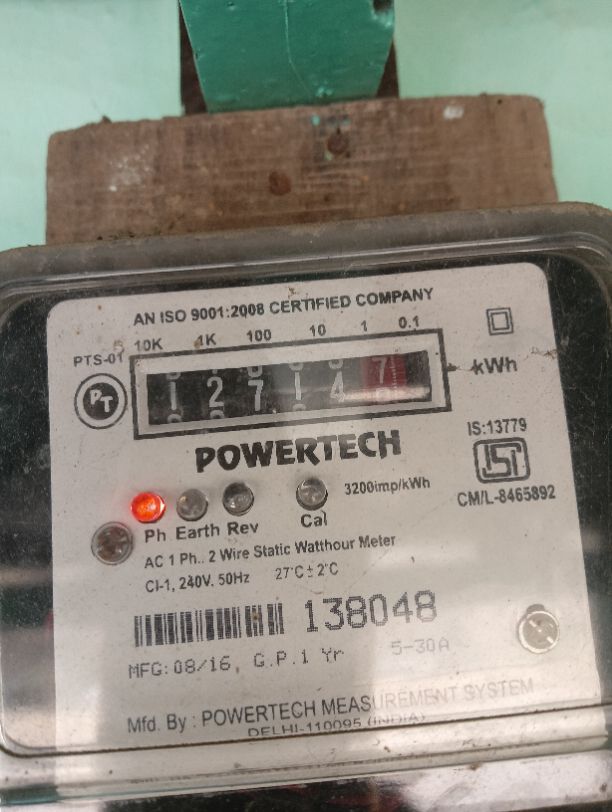 AN ISO 9001:2008 CERTIFIED COMPANY
10K 1K 100 10 1 0.1
PTS-01
PT
1 2 7 1 4 7
kWh
POWERTECH
IS:13779
ISI
CM/L-8465892
3200imp/kWh
Ph Earth Rev Cal
AC 1 Ph.. 2 Wire Static Watthour Meter
Cl-1, 240V. 50Hz 27°C ± 2°C
138048
MFG:08/16, G.P.1 Yr 5-30A
Mfd. By : POWERTECH MEASUREMENT SYSTEM
DELHI-110095 (INDIA)